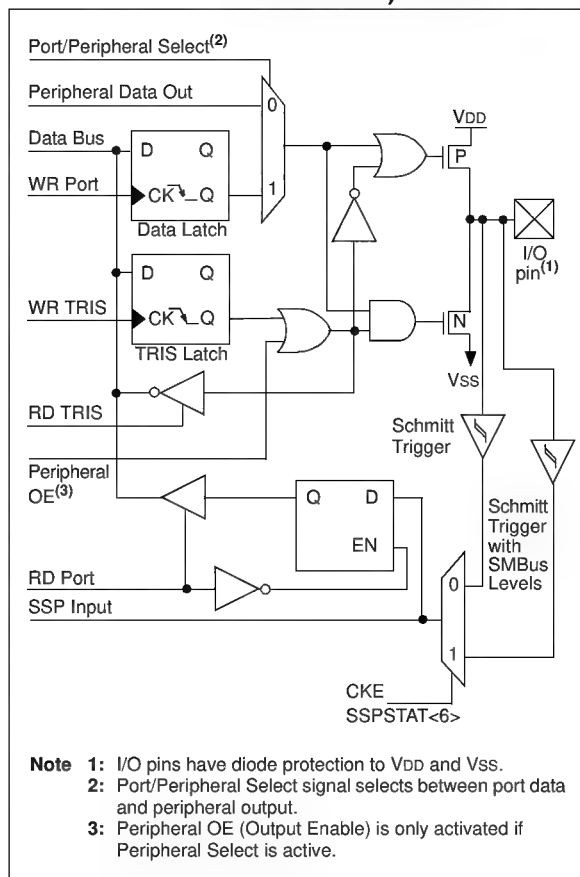 Port/Peripheral Select(2)
Peripheral Data Out
0
VDD
Data Bus
D Q
P
WR Port
CK Q
1
Data Latch
I/O
pin(1)
D Q
WR TRIS
CK Q
N
TRIS Latch
VSS
RD TRIS
Schmitt
Trigger
Peripheral
OE(3)
Q D
EN
Schmitt
Trigger
with
SMBus
Levels
RD Port
0
SSP Input
1
CKE
SSPSTAT<6>
Note 1: I/O pins have diode protection to VDD and VSS.
2: Port/Peripheral Select signal selects between port data
and peripheral output.
3: Peripheral OE (Output Enable) is only activated if
Peripheral Select is active.